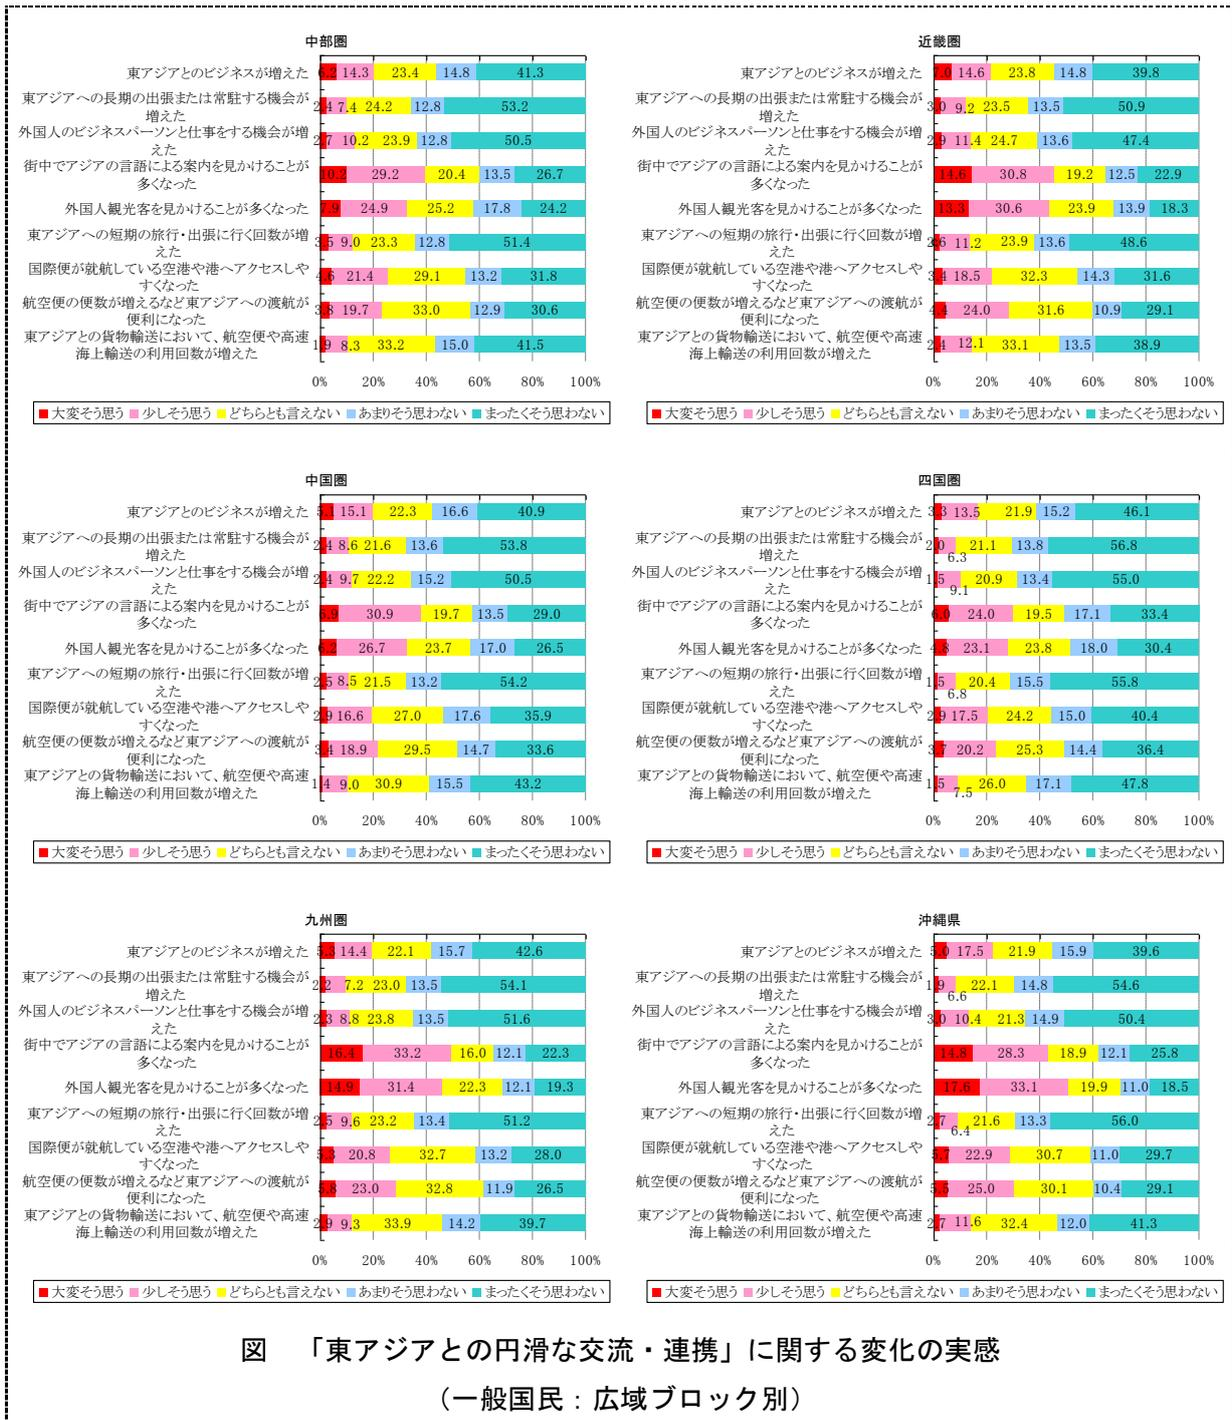 中部圏
東アジアとのビジネスが増えた 6.2 14.3 23.4 14.8 41.3
東アジアへの長期の出張または常駐する機会が
増えた 2.4 7.4 24.2 12.8 53.2
外国人のビジネスパーソンと仕事をする機会が増
えた 2.7 10.2 23.9 12.8 50.5
街中でアジアの言語による案内を見かけることが
多くなった 10.2 29.2 20.4 13.5 26.7
外国人観光客を見かけることが多くなった 7.9 24.9 25.2 17.8 24.2
東アジアへの短期の旅行・出張に行く回数が増
えた 3.5 9.0 23.3 12.8 51.4
国際便が就航している空港や港へアクセスしや
すくなった 4.6 21.4 29.1 13.2 31.8
航空便の便数が増えるなど東アジアへの渡航が
便利になった 3.8 19.7 33.0 12.9 30.6
東アジアとの貨物輸送において、航空便や高速
海上輸送の利用回数が増えた 1.9 8.3 33.2 15.0 41.5
0% 20% 40% 60% 80% 100%
大変そう思う 少しそう思う どちらとも言えない あまりそう思わない まったくそう思わない
近畿圏
東アジアとのビジネスが増えた 7.0 14.6 23.8 14.8 39.8
東アジアへの長期の出張または常駐する機会が
増えた 3.0 9.2 23.5 13.5 50.9
外国人のビジネスパーソンと仕事をする機会が増
えた 2.9 11.4 24.7 13.6 47.4
街中でアジアの言語による案内を見かけることが
多くなった 14.6 30.8 19.2 12.5 22.9
外国人観光客を見かけることが多くなった 13.3 30.6 23.9 13.9 18.3
東アジアへの短期の旅行・出張に行く回数が増
えた 11.2 23.9 13.6 48.6
国際便が就航している空港や港へアクセスしや
すくなった 3.4 18.5 32.3 14.3 31.6
航空便の便数が増えるなど東アジアへの渡航が
便利になった 4.4 24.0 31.6 10.9 29.1
東アジアとの貨物輸送において、航空便や高速
海上輸送の利用回数が増えた 2.4 12.1 33.1 13.5 38.9
0% 20% 40% 60% 80% 100%
大変そう思う 少しそう思う どちらとも言えない あまりそう思わない まったくそう思わない
中国圏
東アジアとのビジネスが増えた 5.1 15.1 22.3 16.6 40.9
東アジアへの長期の出張または常駐する機会が
増えた 2.4 8.6 21.6 13.6 53.8
外国人のビジネスパーソンと仕事をする機会が増
えた 2.4 9.7 22.2 15.2 50.5
街中でアジアの言語による案内を見かけることが
多くなった 6.9 30.9 19.7 13.5 29.0
外国人観光客を見かけることが多くなった 6.2 26.7 23.7 17.0 26.5
東アジアへの短期の旅行・出張に行く回数が増
えた 2.5 8.5 21.5 13.2 54.2
国際便が就航している空港や港へアクセスしや
すくなった 2.9 16.6 27.0 17.6 35.9
航空便の便数が増えるなど東アジアへの渡航が
便利になった 3.4 18.9 29.5 14.7 33.6
東アジアとの貨物輸送において、航空便や高速
海上輸送の利用回数が増えた 1.4 9.0 30.9 15.5 43.2
0% 20% 40% 60% 80% 100%
大変そう思う 少しそう思う どちらとも言えない あまりそう思わない まったくそう思わない
四国圏
東アジアとのビジネスが増えた 3.3 13.5 21.9 15.2 46.1
東アジアへの長期の出張または常駐する機会が
増えた 2.0 6.3 21.1 13.8 56.8
外国人のビジネスパーソンと仕事をする機会が増
えた 1.5 9.1 20.9 13.4 55.0
街中でアジアの言語による案内を見かけることが
多くなった 6.0 24.0 19.5 17.1 33.4
外国人観光客を見かけることが多くなった 4.8 23.1 23.8 18.0 30.4
東アジアへの短期の旅行・出張に行く回数が増
えた 1.5 6.8 20.4 15.5 55.8
国際便が就航している空港や港へアクセスしや
すくなった 2.9 17.5 24.2 15.0 40.4
航空便の便数が増えるなど東アジアへの渡航が
便利になった 3.7 20.2 25.3 14.4 36.4
東アジアとの貨物輸送において、航空便や高速
海上輸送の利用回数が増えた 1.5 7.5 26.0 17.1 47.8
0% 20% 40% 60% 80% 100%
大変そう思う 少しそう思う どちらとも言えない あまりそう思わない まったくそう思わない
九州圏
東アジアとのビジネスが増えた 5.3 14.4 22.1 15.7 42.6
東アジアへの長期の出張または常駐する機会が
増えた 2.2 7.2 23.0 13.5 54.1
外国人のビジネスパーソンと仕事をする機会が増
えた 2.3 8.8 23.8 13.5 51.6
街中でアジアの言語による案内を見かけることが
多くなった 16.4 33.2 16.0 12.1 22.3
外国人観光客を見かけることが多くなった 14.9 31.4 22.3 12.1 19.3
東アジアへの短期の旅行・出張に行く回数が増
えた 2.5 9.6 23.2 13.4 51.2
国際便が就航している空港や港へアクセスしや
すくなった 5.3 20.8 32.7 13.2 28.0
航空便の便数が増えるなど東アジアへの渡航が
便利になった 5.8 23.0 32.8 11.9 26.5
東アジアとの貨物輸送において、航空便や高速
海上輸送の利用回数が増えた 2.9 9.3 33.9 14.2 39.7
0% 20% 40% 60% 80% 100%
大変そう思う 少しそう思う どちらとも言えない あまりそう思わない まったくそう思わない
沖縄県
東アジアとのビジネスが増えた 5.0 17.5 21.9 15.9 39.6
東アジアへの長期の出張または常駐する機会が
増えた 1.9 6.6 22.1 14.8 54.6
外国人のビジネスパーソンと仕事をする機会が増
えた 3.0 10.4 21.3 14.9 50.4
街中でアジアの言語による案内を見かけることが
多くなった 14.8 28.3 18.9 12.1 25.8
外国人観光客を見かけることが多くなった 17.6 33.1 19.9 11.0 18.5
東アジアへの短期の旅行・出張に行く回数が増
えた 2.7 6.4 21.6 13.3 56.0
国際便が就航している空港や港へアクセスしや
すくなった 5.7 22.9 30.7 11.0 29.7
航空便の便数が増えるなど東アジアへの渡航が
便利になった 5.5 25.0 30.1 10.4 29.1
東アジアとの貨物輸送において、航空便や高速
海上輸送の利用回数が増えた 2.7 11.6 32.4 12.0 41.3
0% 20% 40% 60% 80% 100%
大変そう思う 少しそう思う どちらとも言えない あまりそう思わない まったくそう思わない
図 「東アジアとの円滑な交流・連携」に関する変化の実感
（一般国民：広域ブロック別）